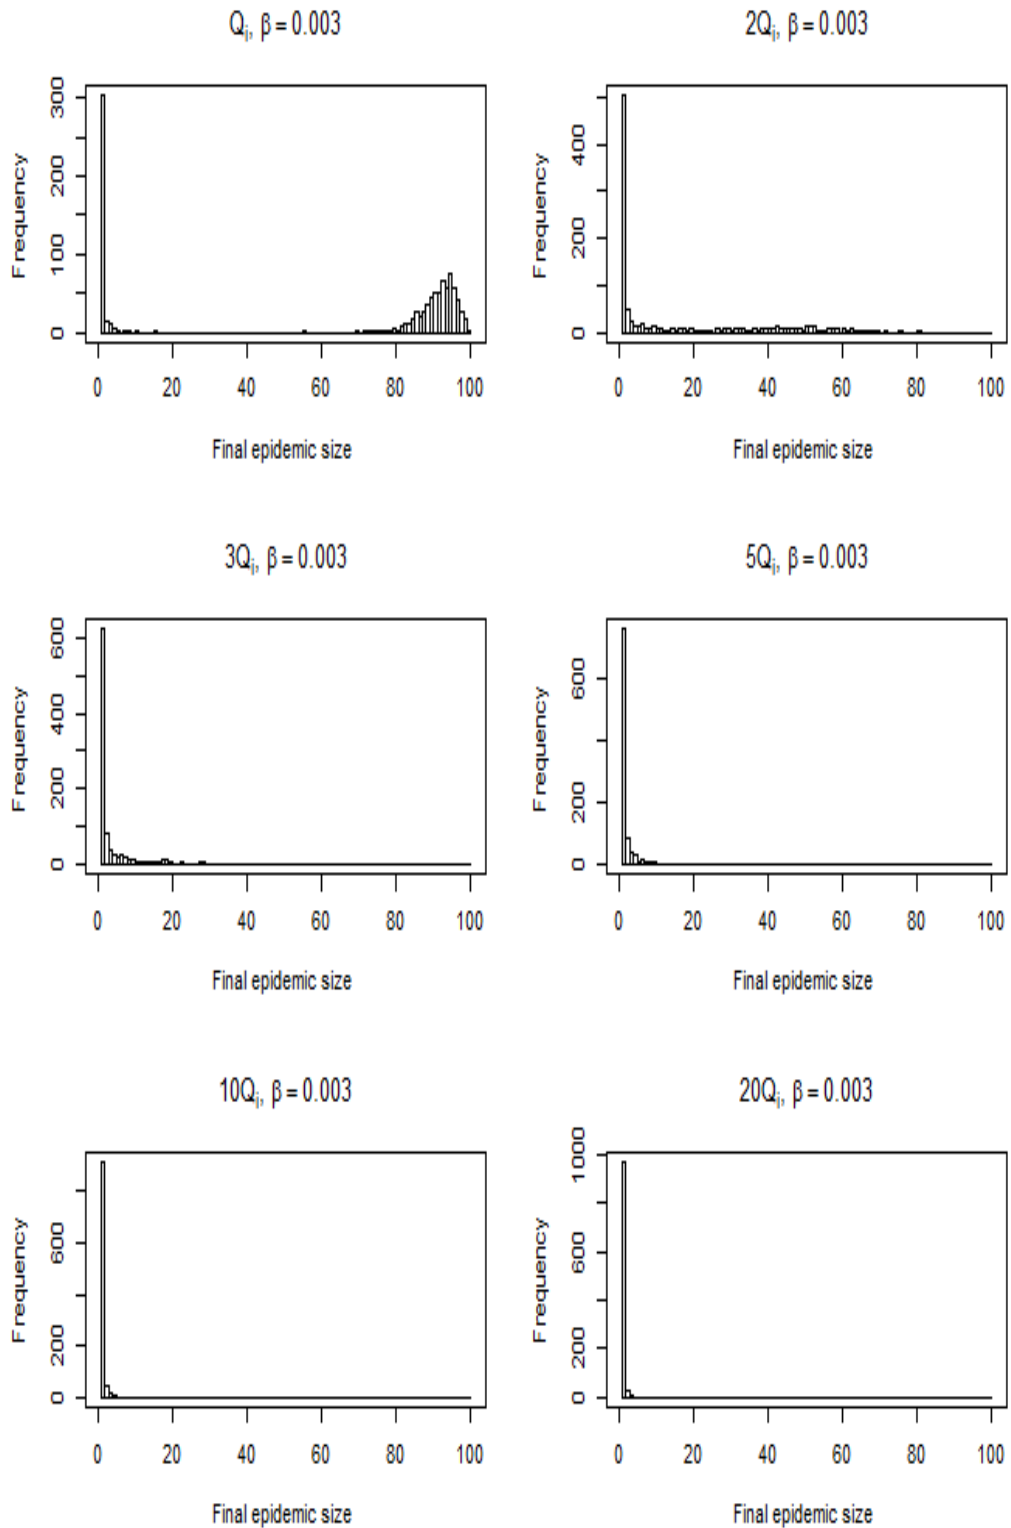 Qᵢ, β = 0.003
Frequency
0 100 200 300
0 20 40 60 80 100
Final epidemic size
2Qᵢ, β = 0.003
Frequency
0 200 400
0 20 40 60 80 100
Final epidemic size
3Qᵢ, β = 0.003
Frequency
0 200 400 600
0 20 40 60 80 100
Final epidemic size
5Qᵢ, β = 0.003
Frequency
0 200 600
0 20 40 60 80 100
Final epidemic size
10Qᵢ, β = 0.003
Frequency
0 200 600
0 20 40 60 80 100
Final epidemic size
20Qᵢ, β = 0.003
Frequency
0 200 600 1000
0 20 40 60 80 100
Final epidemic size